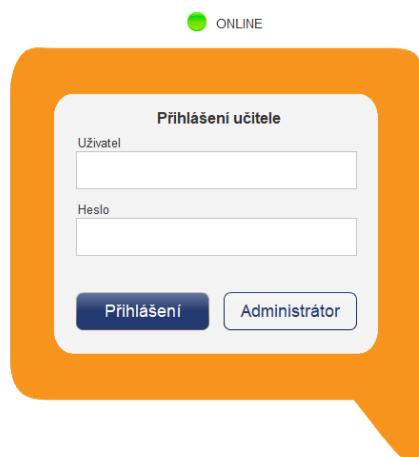 ONLINE
Přihlášení učitele
Uživatel
Heslo
Přihlášení
Administrátor